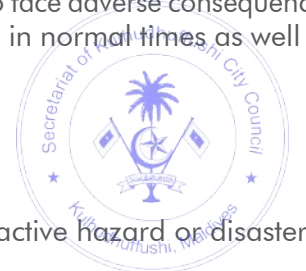 face adverse consequenc
in normal times as well
Secretariat of Kulhudhuffushi City Council
Kulhudhuffushi, Maldives
active hazard or disaster